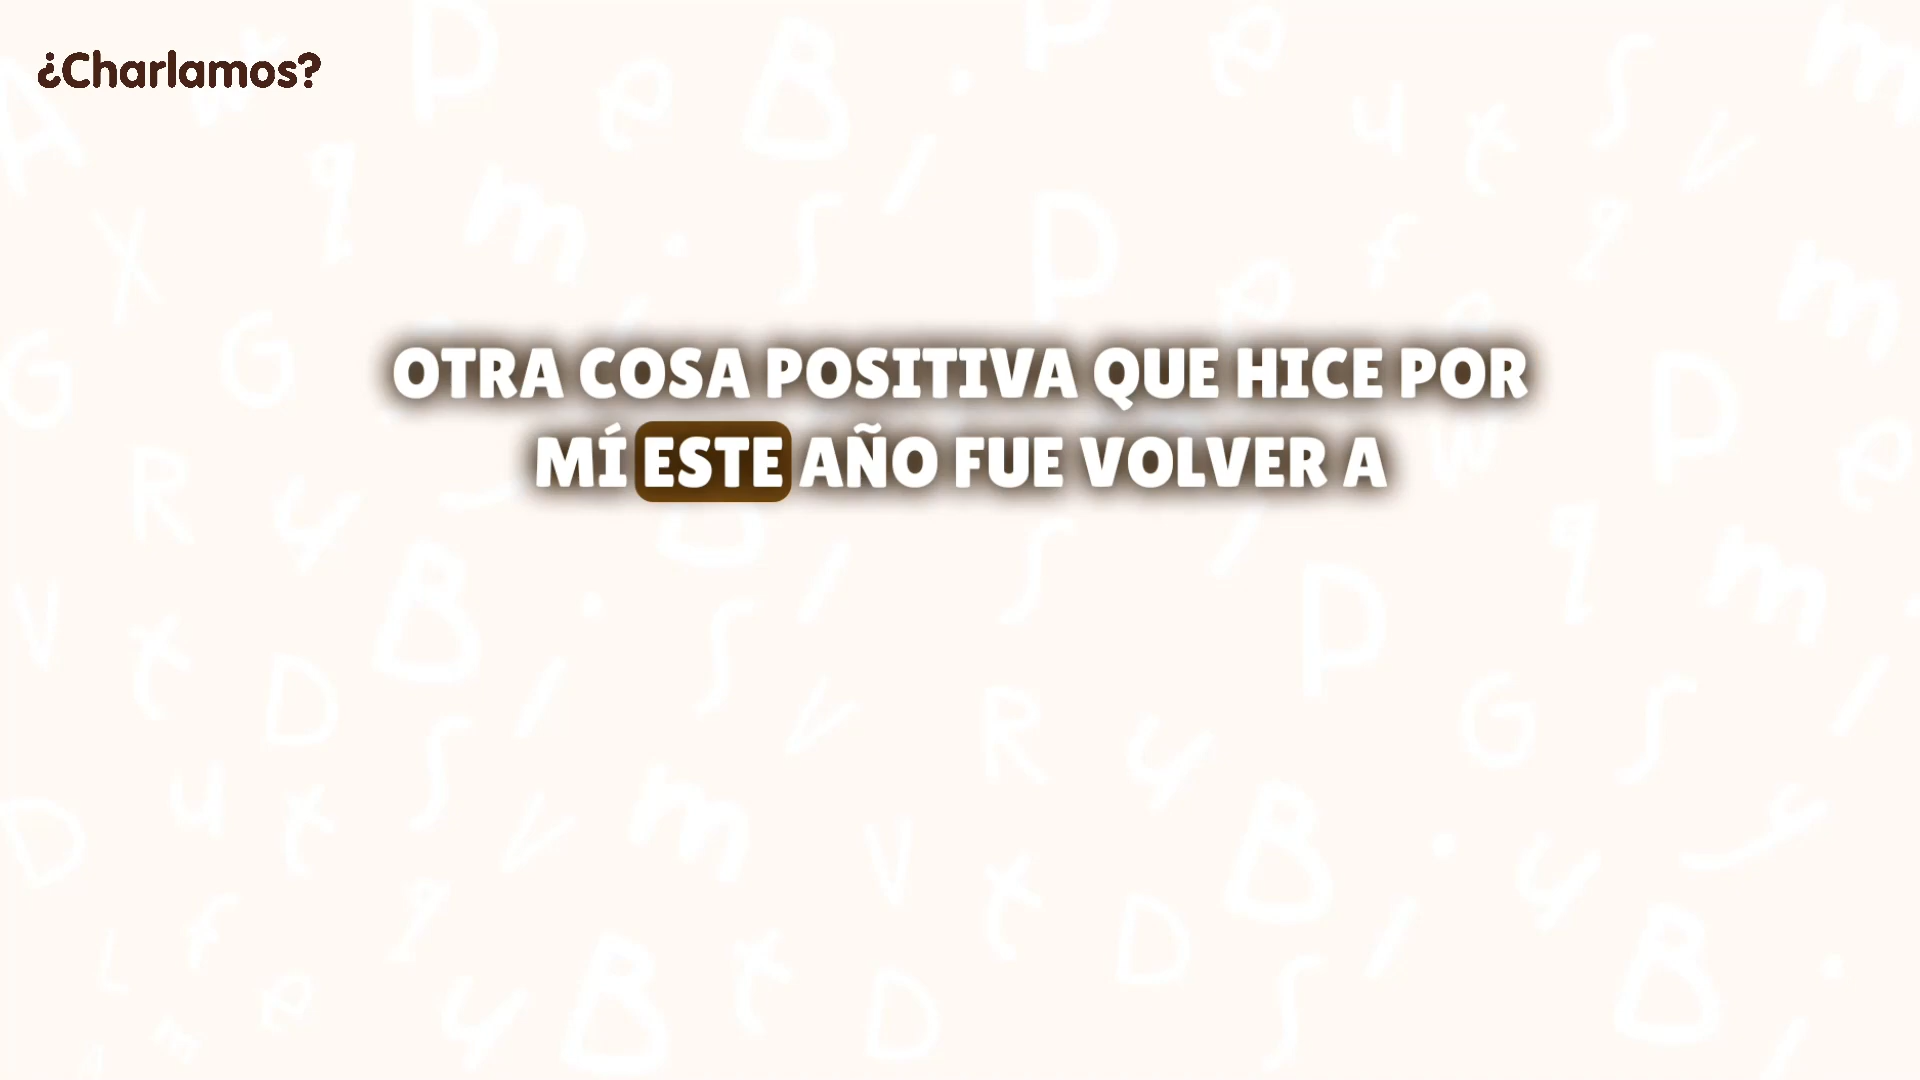 ¿Charlamos?
OTRA COSA POSITIVA QUE HICE POR
MÍ ESTE AÑO FUE VOLVER A